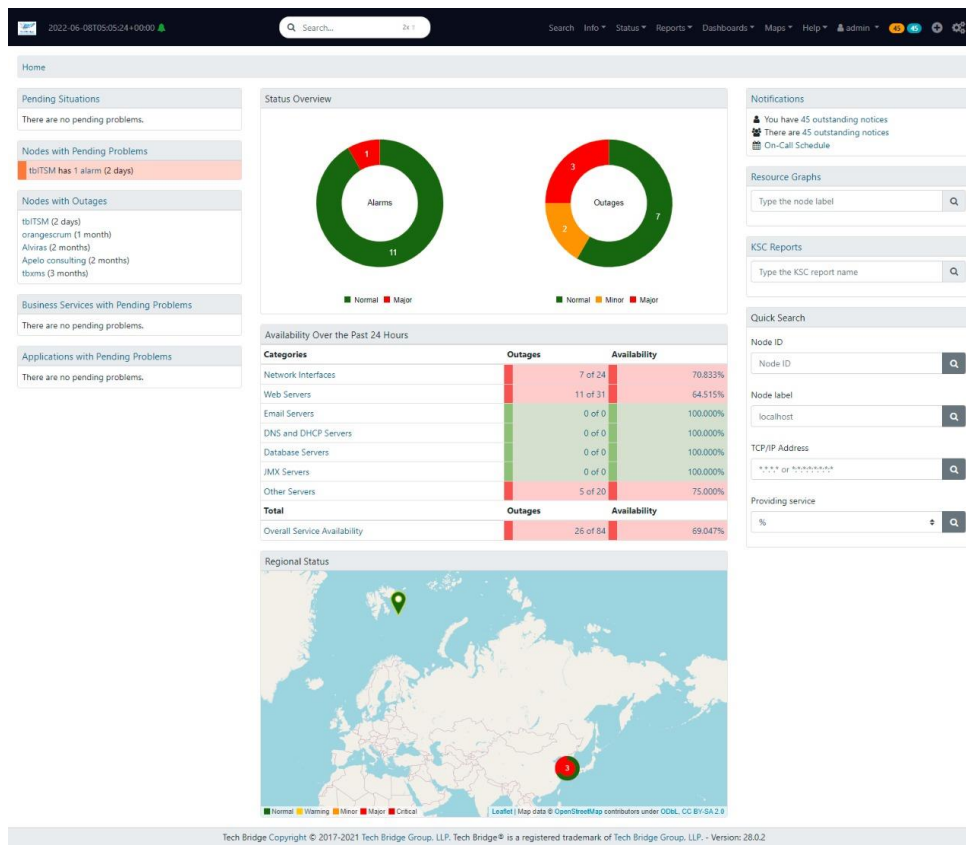 2022-06-08T05:05:24+00:00
Search...
Search Info Status Reports Dashboards Maps Help admin 45 45
Home
Pending Situations
There are no pending problems.
Nodes with Pending Problems
tbITSM has 1 alarm (2 days)
Nodes with Outages
tbITSM (2 days)
orangescrum (1 month)
Alviras (2 months)
Apelo consulting (2 months)
tbxms (3 months)
Business Services with Pending Problems
There are no pending problems.
Applications with Pending Problems
There are no pending problems.
Status Overview
1
Alarms
11
Normal Major
3
Outages
7
2
Normal Minor Major
Availability Over the Past 24 Hours
Categories Outages Availability
Network Interfaces 7 of 24 70.833%
Web Servers 11 of 31 64.515%
Email Servers 0 of 0 100.000%
DNS and DHCP Servers 0 of 0 100.000%
Database Servers 0 of 0 100.000%
JMX Servers 0 of 0 100.000%
Other Servers 5 of 20 75.000%
Total Outages Availability
Overall Service Availability 26 of 84 69.047%
Regional Status
3
Normal Warning Minor Major Critical
Leaflet | Map data © OpenStreetMap contributors under ODbL, CC BY-SA 2.0
Notifications
You have 45 outstanding notices
There are 45 outstanding notices
On-Call Schedule
Resource Graphs
Type the node label
KSC Reports
Type the KSC report name
Quick Search
Node ID
Node ID
Node label
localhost
TCP/IP Address
*.*.*.* or *:*:*:*:*:*:*:*
Providing service
%
Tech Bridge Copyright © 2017-2021 Tech Bridge Group, LLP. Tech Bridge® is a registered trademark of Tech Bridge Group, LLP. - Version: 28.0.2